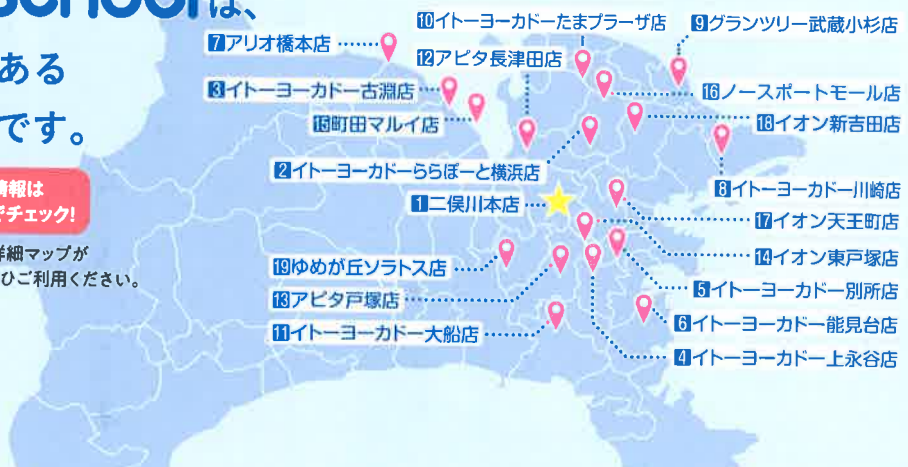 schoolは、
ある
です。
情報は
でチェック!
詳細マップが
ひご利用ください。
10イトーヨーカドーたまプラーザ店
9グランツリー武蔵小杉店
7アリオ橋本店
12アピタ長津田店
3イトーヨーカドー古淵店
16ノースポートモール店
15町田マルイ店
18イオン新吉田店
2イトーヨーカドーららぽーと横浜店
8イトーヨーカドー川崎店
1二俣川本店
17イオン天王町店
14イオン東戸塚店
19ゆめが丘ソラトス店
5イトーヨーカドー別所店
13アピタ戸塚店
6イトーヨーカドー能見台店
11イトーヨーカドー大船店
4イトーヨーカドー上永谷店